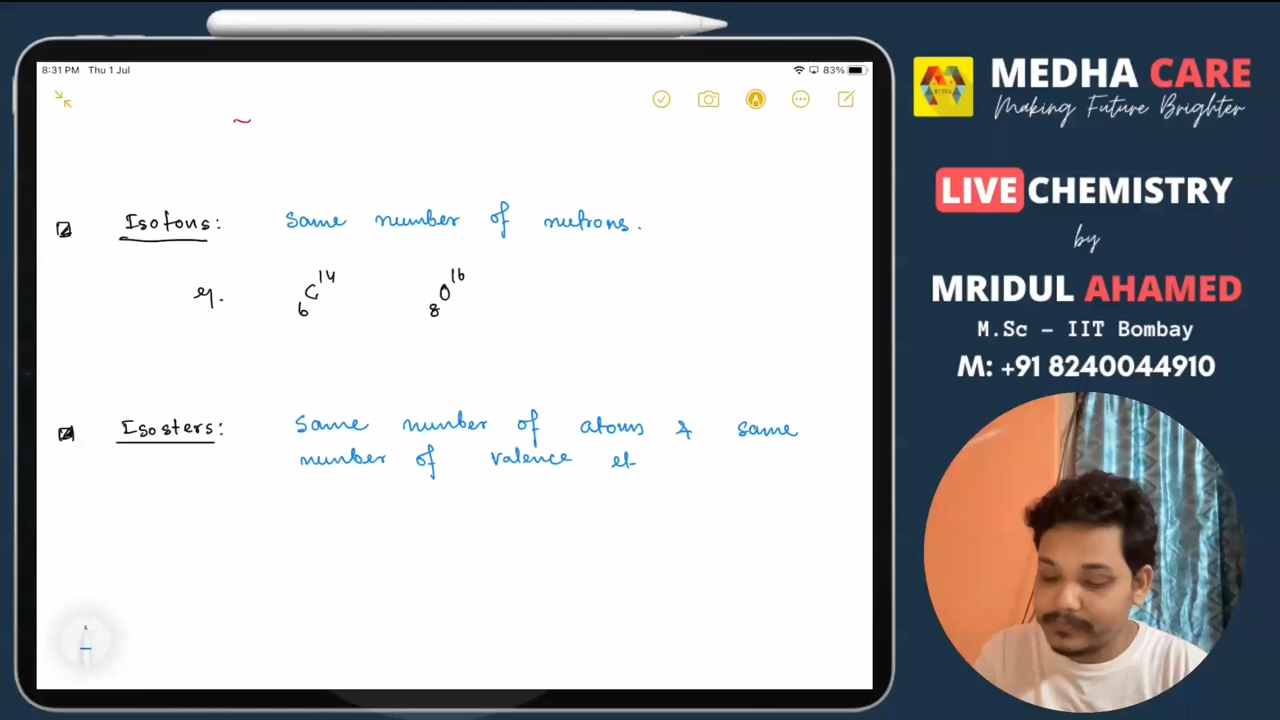 8:31 PM Thu 1 Jul
83%
Isotons: Same number of nutrons.
eg. 6C14 8O16
Isosters: Same number of atoms & same
number of valence el
MEDHA CARE
Making Future Brighter
LIVE CHEMISTRY
by
MRIDUL AHAMED
M.Sc - IIT Bombay
M: +91 8240044910